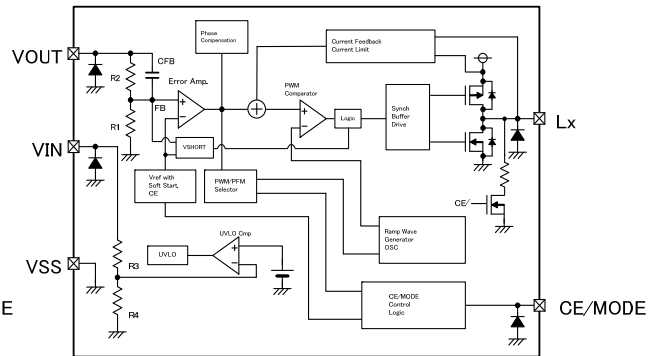 Phase
Compensation
Current Feedback
Current Limit
VOUT
CFB
R2
Error Amp.
FB
PWM
Comparator
Logic
Synch
Buffer
Drive
Lx
R1
VSHORT
VIN
Vref with
Soft Start,
CE
PWM/PFM
Selector
CE/
Ramp Wave
Generator
OSC
UVLO Cmp
UVLO
R3
VSS
R4
CE/MODE
Control
Logic
CE/MODE
E